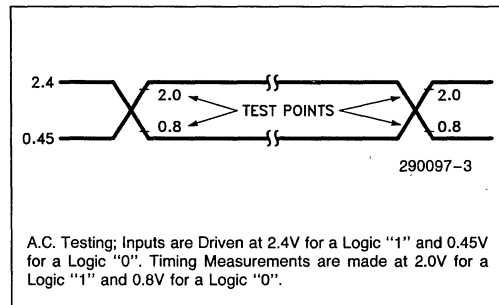 2.4
2.0
2.0
TEST POINTS
0.8
0.8
0.45
290097-3
A.C. Testing; Inputs are Driven at 2.4V for a Logic "1" and 0.45V
for a Logic "0". Timing Measurements are made at 2.0V for a
Logic "1" and 0.8V for a Logic "0".